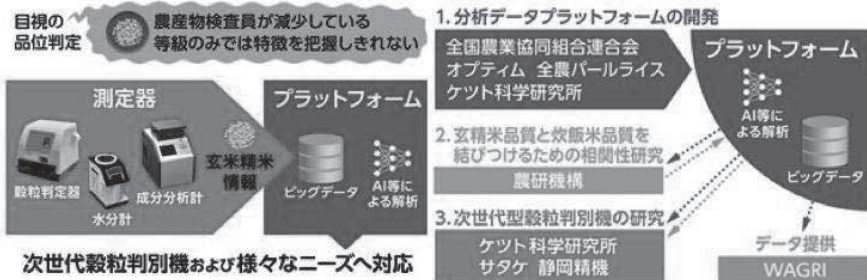 目視の
品位判定
農産物検査員が減少している
等級のみでは特徴を把握しきれない
測定器
穀粒判定器
水分計
成分分析計
玄米精米
情報
プラットフォーム
ビッグデータ
AI等に
よる解析
次世代穀粒判別機および様々なニーズへ対応
1. 分析データプラットフォームの開発
全国農業協同組合連合会
オプティム 全農パールライス
ケツト科学研究所
プラットフォーム
AI等に
よる解析
ビッグデータ
2. 玄精米品質と炊飯米品質を
結びつけるための相関性研究
農研機構
3. 次世代型穀粒判別機の研究
ケツト科学研究所
サタケ 静岡精機
データ提供
WAGRI